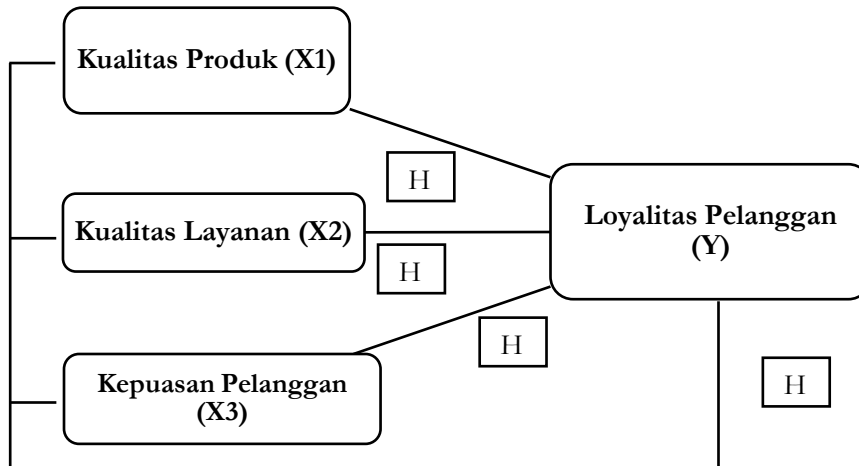 Kualitas Produk (X1)
H
Kualitas Layanan (X2)
Loyalitas Pelanggan
(Y)
H
H
Kepuasan Pelanggan
(X3)
H